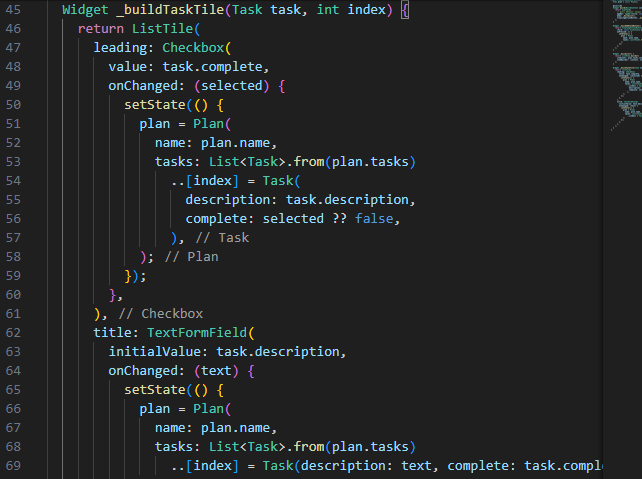 45 Widget _buildTaskTile(Task task, int index) {
46 return ListTile(
47 leading: Checkbox(
48 value: task.complete,
49 onChanged: (selected) {
50 setState(() {
51 plan = Plan(
52 name: plan.name,
53 tasks: List<Task>.from(plan.tasks)
54 ..[index] = Task(
55 description: task.description,
56 complete: selected ?? false,
57 ), // Task
58 ); // Plan
59 });
60 },
61 ), // Checkbox
62 title: TextFormField(
63 initialValue: task.description,
64 onChanged: (text) {
65 setState(() {
66 plan = Plan(
67 name: plan.name,
68 tasks: List<Task>.from(plan.tasks)
69 ..[index] = Task(description: text, complete: task.compl